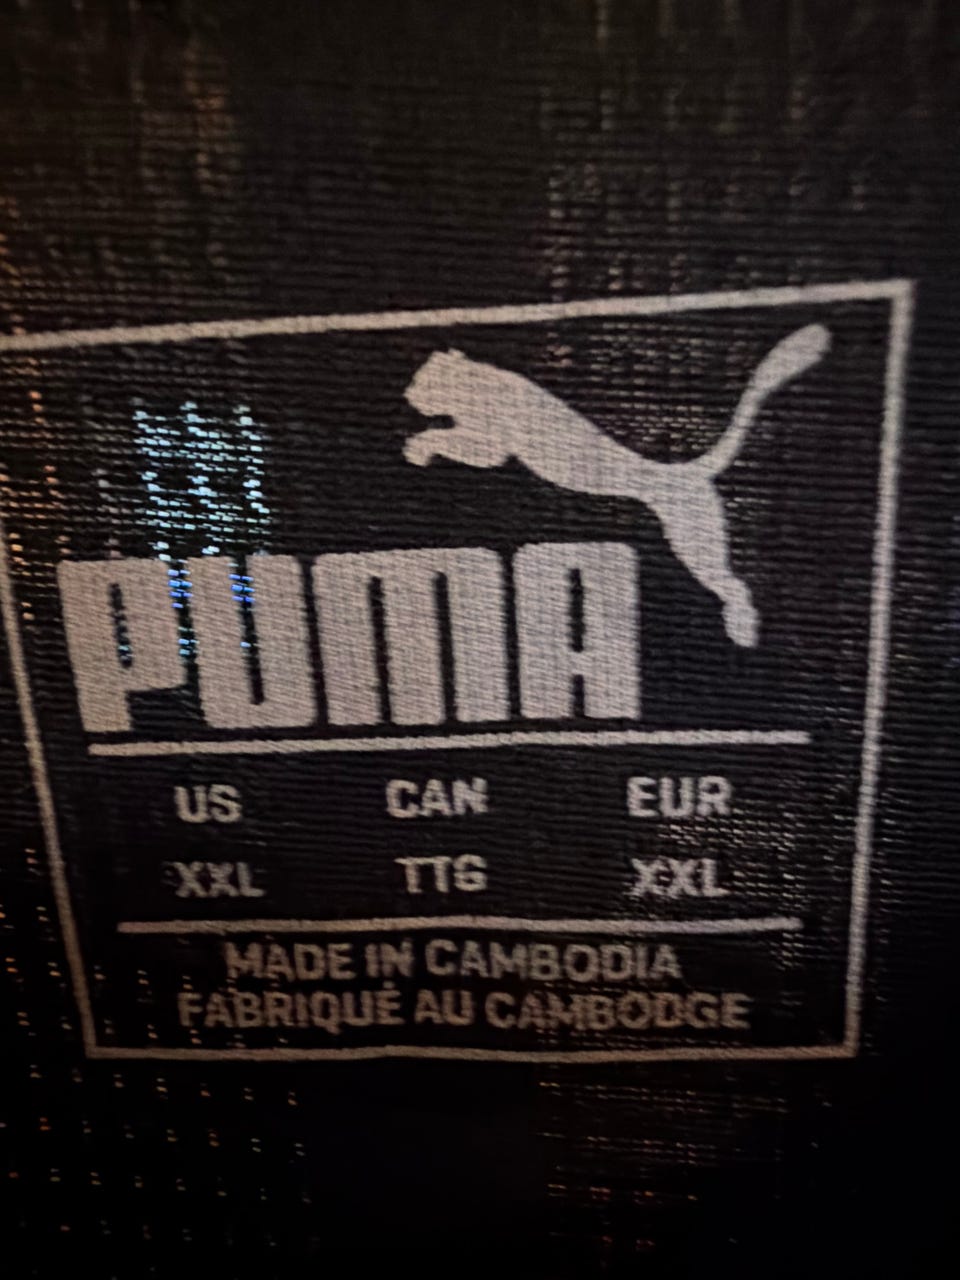 PUMA
US CAN EUR
XXL TTG XXL
MADE IN CAMBODIA
FABRIQUÉ AU CAMBODGE